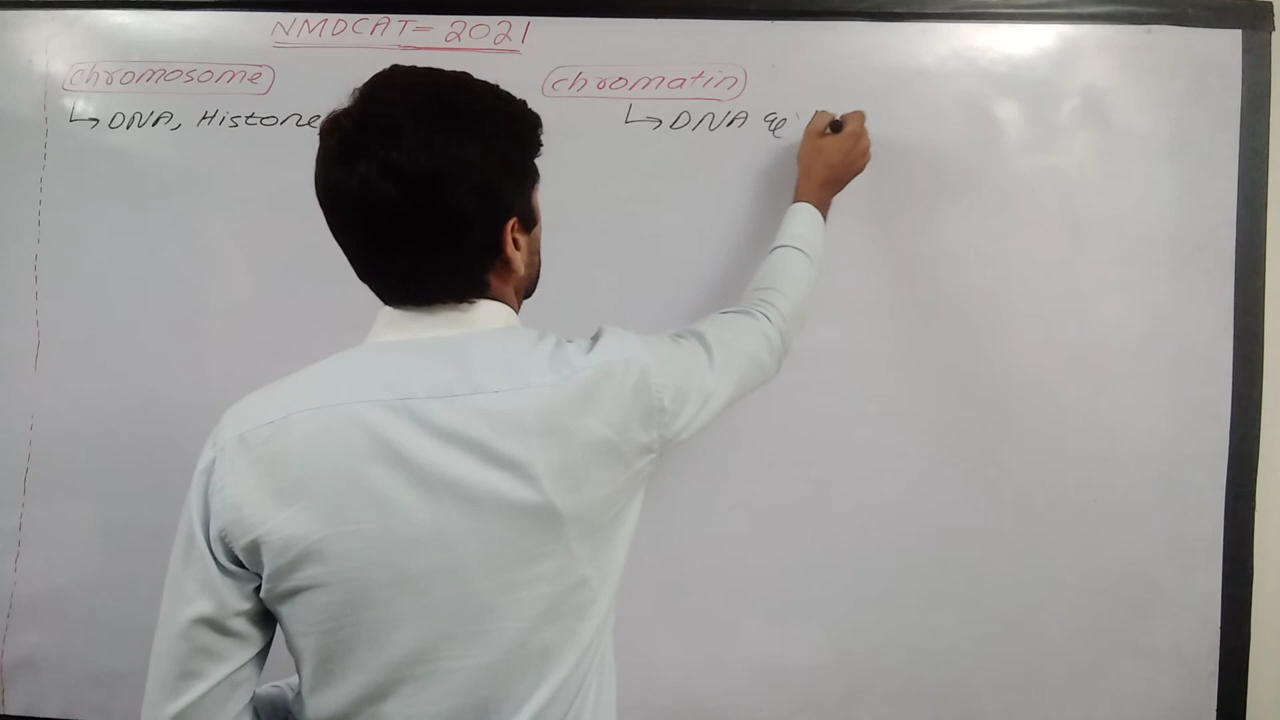 NMDCAT= 2021
chromosome
chromatin
↳ DNA, Histone
↳ DNA &